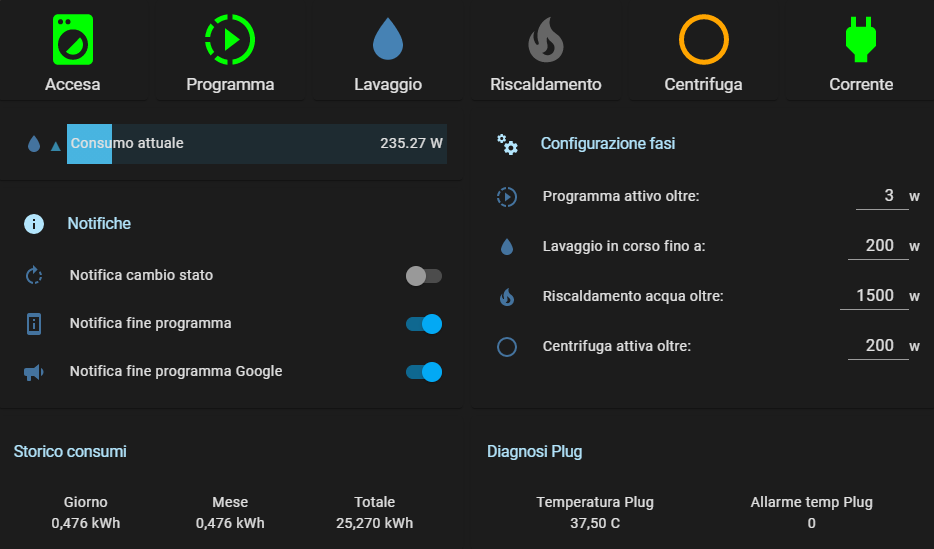 Accesa
Programma
Lavaggio
Riscaldamento
Centrifuga
Corrente
Consumo attuale 235.27 W
Notifiche
Notifica cambio stato
Notifica fine programma
Notifica fine programma Google
Configurazione fasi
Programma attivo oltre: 3 w
Lavaggio in corso fino a: 200 w
Riscaldamento acqua oltre: 1500 w
Centrifuga attiva oltre: 200 w
Storico consumi
Giorno Mese Totale
0,476 kWh 0,476 kWh 25,270 kWh
Diagnosi Plug
Temperatura Plug Allarme temp Plug
37,50 C 0